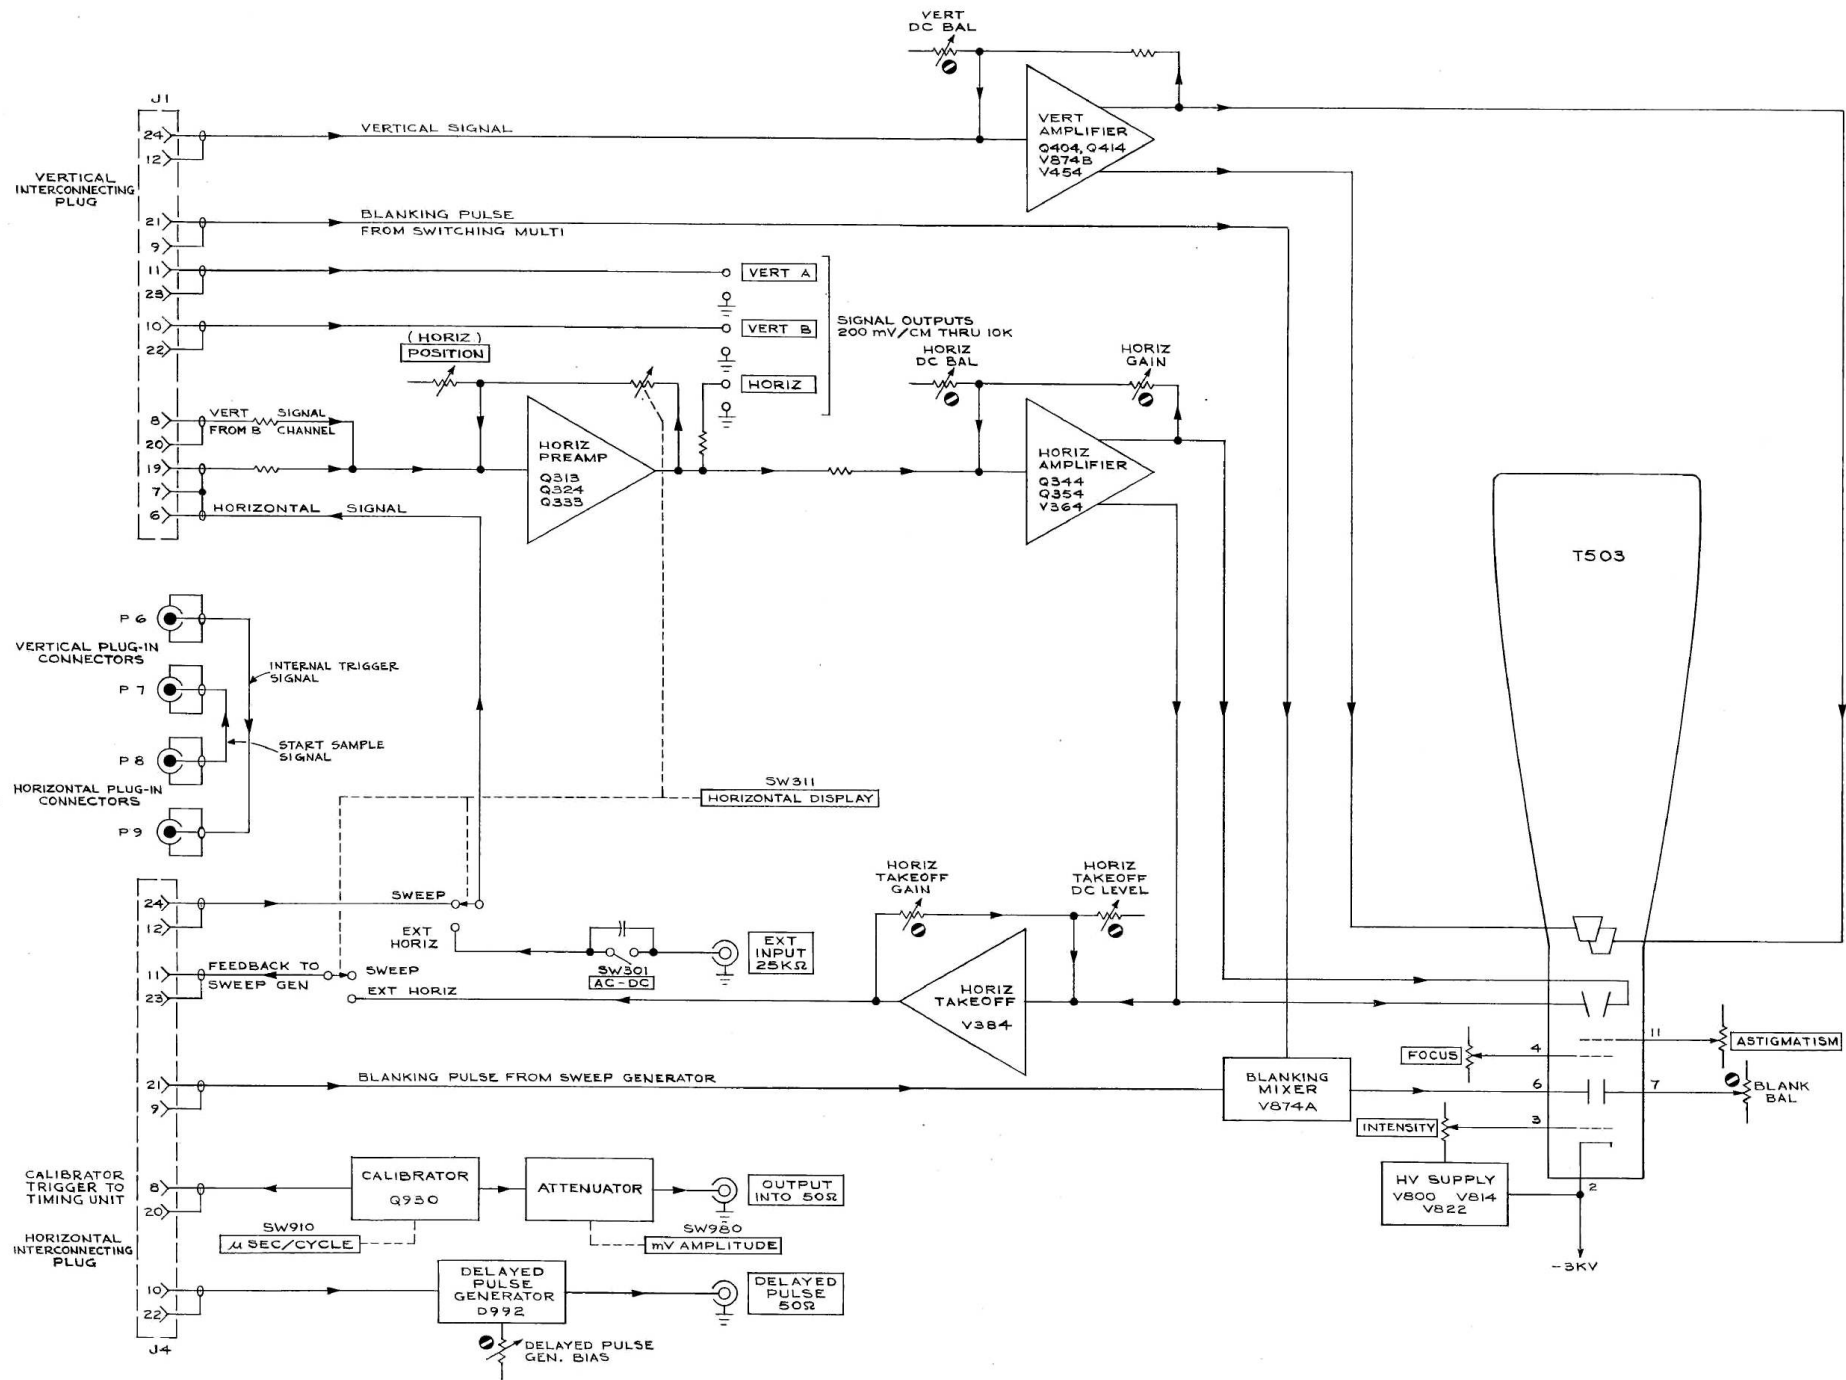 VERT
DC BAL
J1
24
VERTICAL SIGNAL
12
VERT
AMPLIFIER
Q404, Q414
V874B
V454
VERTICAL
INTERCONNECTING
PLUG
21
BLANKING PULSE
FROM SWITCHING MULTI
9
11
VERT A
23
10
VERT B
22
SIGNAL OUTPUTS
200 mV/CM THRU 10K
(HORIZ)
POSITION
HORIZ
HORIZ
DC BAL
HORIZ
GAIN
8
VERT SIGNAL
FROM B CHANNEL
20
19
7
6
HORIZONTAL SIGNAL
HORIZ
PREAMP
Q313
Q324
Q333
HORIZ
AMPLIFIER
Q344
Q354
V364
T503
P6
VERTICAL PLUG-IN
CONNECTORS
P7
INTERNAL TRIGGER
SIGNAL
P8
START SAMPLE
SIGNAL
HORIZONTAL PLUG-IN
CONNECTORS
P9
SW311
HORIZONTAL DISPLAY
24
SWEEP
12
EXT
HORIZ
SW301
AC-DC
EXT
INPUT
25KΩ
HORIZ
TAKEOFF
GAIN
HORIZ
TAKEOFF
DC LEVEL
11
FEEDBACK TO
SWEEP GEN
23
SWEEP
EXT HORIZ
HORIZ
TAKEOFF
V384
21
BLANKING PULSE FROM SWEEP GENERATOR
9
BLANKING
MIXER
V874A
FOCUS
4
11
ASTIGMATISM
6
7
BLANK
BAL
INTENSITY
3
HV SUPPLY
V800 V814
V822
2
-3KV
CALIBRATOR
TRIGGER TO
TIMING UNIT
8
20
CALIBRATOR
Q930
ATTENUATOR
OUTPUT
INTO 50Ω
SW910
μSEC/CYCLE
SW980
mV AMPLITUDE
HORIZONTAL
INTERCONNECTING
PLUG
10
22
DELAYED
PULSE
GENERATOR
D992
DELAYED
PULSE
50Ω
J4
DELAYED PULSE
GEN. BIAS